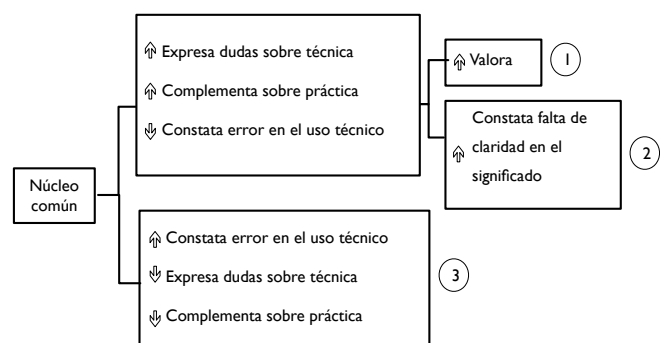 ⇧ Expresa dudas sobre técnica
⇧ Complementa sobre práctica
⇩ Constata error en el uso técnico
⇧ Valora
1
Constata falta de
⇧ claridad en el
significado
2
Núcleo
común
⇧ Constata error en el uso técnico
⇩ Expresa dudas sobre técnica
⇩ Complementa sobre práctica
3